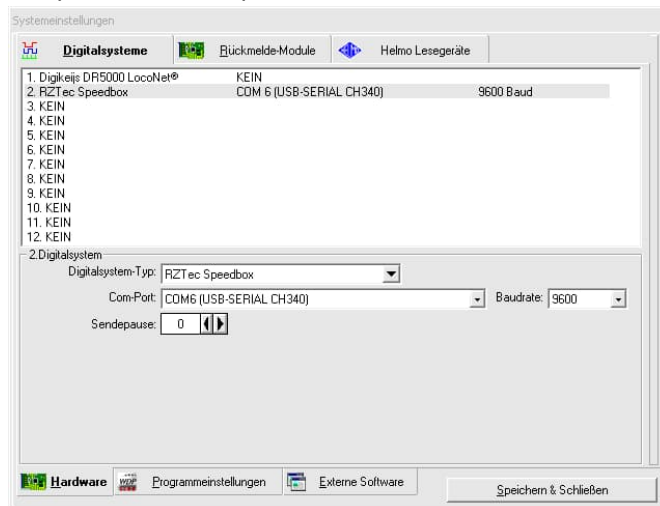 Systemeinstellungen
Digitalsysteme Rückmelde-Module Helmo Lesegeräte
1. Digikeijs DR5000 LocoNet® KEIN
2. RZTec Speedbox COM 6 (USB-SERIAL CH340) 9600 Baud
3. KEIN
4. KEIN
5. KEIN
6. KEIN
7. KEIN
8. KEIN
9. KEIN
10. KEIN
11. KEIN
12. KEIN
2.Digitalsystem
Digitalsystem-Typ: RZTec Speedbox
Com-Port: COM6 (USB-SERIAL CH340) Baudrate: 9600
Sendepause: 0
Hardware WDP Programmeinstellungen Externe Software Speichern & Schließen